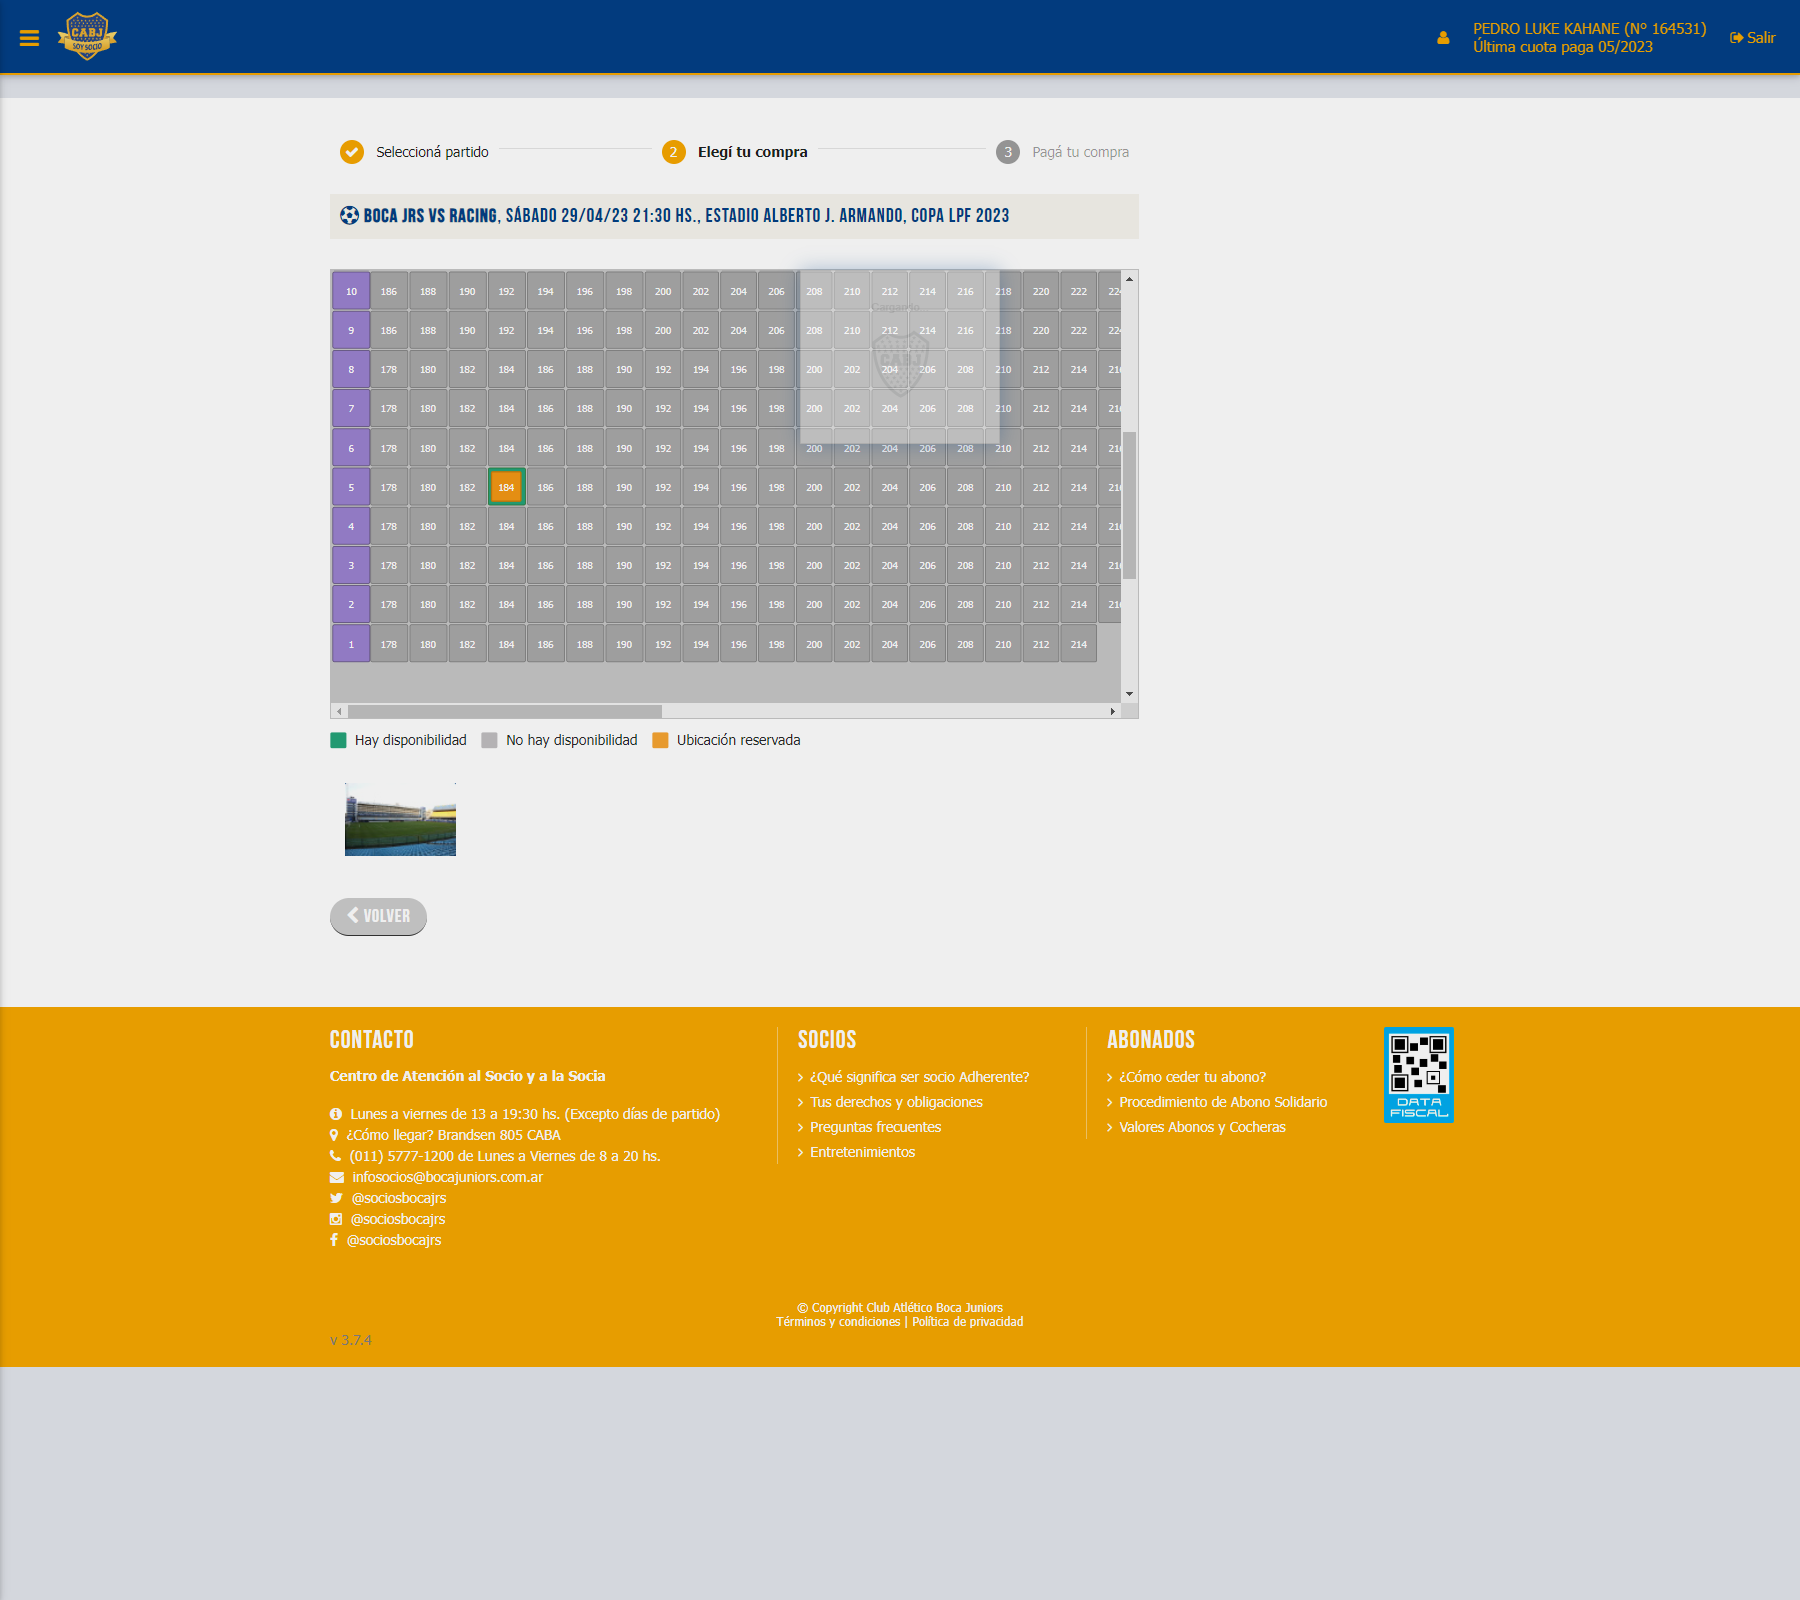 CABJ
SOY SOCIO
PEDRO LUKE KAHANE (N° 164531)
Última cuota paga 05/2023
Salir
Seleccioná partido
2 Elegí tu compra
3 Pagá tu compra
BOCA JRS VS RACING, SÁBADO 29/04/23 21:30 HS., ESTADIO ALBERTO J. ARMANDO, COPA LPF 2023
10 186 188 190 192 194 196 198 200 202 204 206 208 210 212 214 216 218 220 222 224
Cargando...
9 186 188 190 192 194 196 198 200 202 204 206 208 210 212 214 216 218 220 222 224
CABJ
8 178 180 182 184 186 188 190 192 194 196 198 200 202 204 206 208 210 212 214 216
7 178 180 182 184 186 188 190 192 194 196 198 200 202 204 206 208 210 212 214 216
6 178 180 182 184 186 188 190 192 194 196 198 200 202 204 206 208 210 212 214 216
5 178 180 182 184 186 188 190 192 194 196 198 200 202 204 206 208 210 212 214 216
4 178 180 182 184 186 188 190 192 194 196 198 200 202 204 206 208 210 212 214 216
3 178 180 182 184 186 188 190 192 194 196 198 200 202 204 206 208 210 212 214 216
2 178 180 182 184 186 188 190 192 194 196 198 200 202 204 206 208 210 212 214 216
1 178 180 182 184 186 188 190 192 194 196 198 200 202 204 206 208 210 212 214
Hay disponibilidad No hay disponibilidad Ubicación reservada
VOLVER
CONTACTO
Centro de Atención al Socio y a la Socia
Lunes a viernes de 13 a 19:30 hs. (Excepto días de partido)
¿Cómo llegar? Brandsen 805 CABA
(011) 5777-1200 de Lunes a Viernes de 8 a 20 hs.
infosocios@bocajuniors.com.ar
@sociosbocajrs
@sociosbocajrs
@sociosbocajrs
SOCIOS
¿Qué significa ser socio Adherente?
Tus derechos y obligaciones
Preguntas frecuentes
Entretenimientos
ABONADOS
¿Cómo ceder tu abono?
Procedimiento de Abono Solidario
Valores Abonos y Cocheras
DATA
FISCAL
© Copyright Club Atlético Boca Juniors
Términos y condiciones | Política de privacidad
v 3.7.4